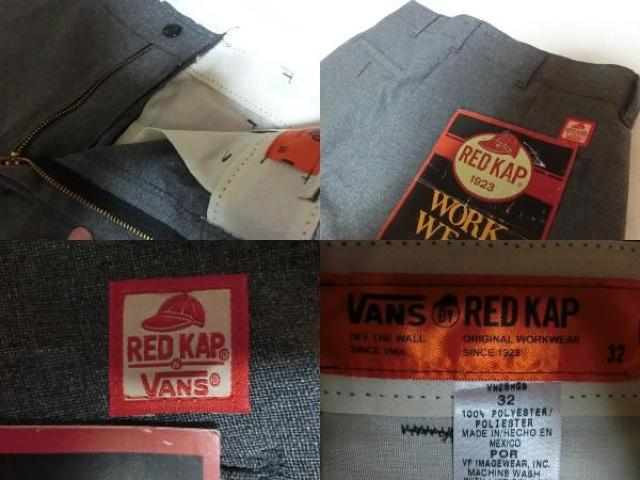 RED KAP
1923
WORK
WE
RED KAP®
&
VANS®
VANS BY RED KAP
OFF THE WALL
SINCE 1966
ORIGINAL WORKWEAR
SINCE 1923
32
32
100% POLYESTER/
POLIESTER
MADE IN/HECHO EN
MEXICO
POR
VF IMAGEWEAR, INC.
MACHINE WASH